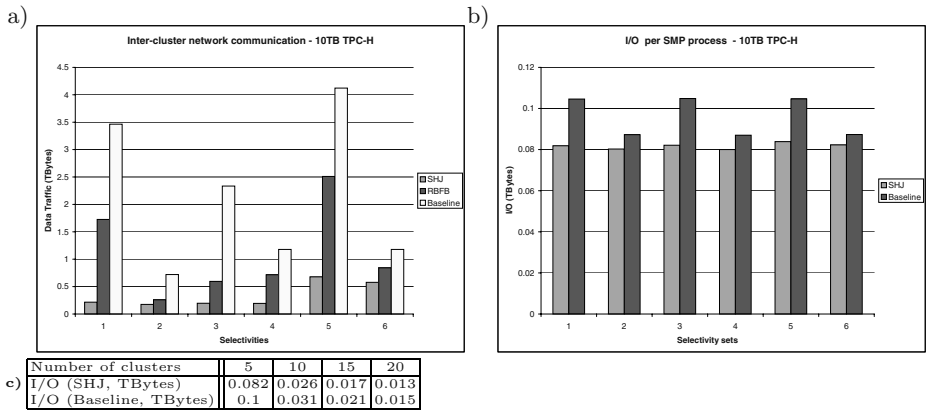 a)
Inter-cluster network communication - 10TB TPC-H
Data Traffic (TBytes)
4.5
4
3.5
3
2.5
2
1.5
1
0.5
0
1 2 3 4 5 6
Selectivities
SHJ
RBFB
Baseline
b)
I/O per SMP process - 10TB TPC-H
I/O (TBytes)
0.12
0.1
0.08
0.06
0.04
0.02
0
1 2 3 4 5 6
Selectivity sets
SHJ
Baseline
c)
Number of clusters 5 10 15 20
I/O (SHJ, TBytes) 0.082 0.026 0.017 0.013
I/O (Baseline, TBytes) 0.1 0.031 0.021 0.015